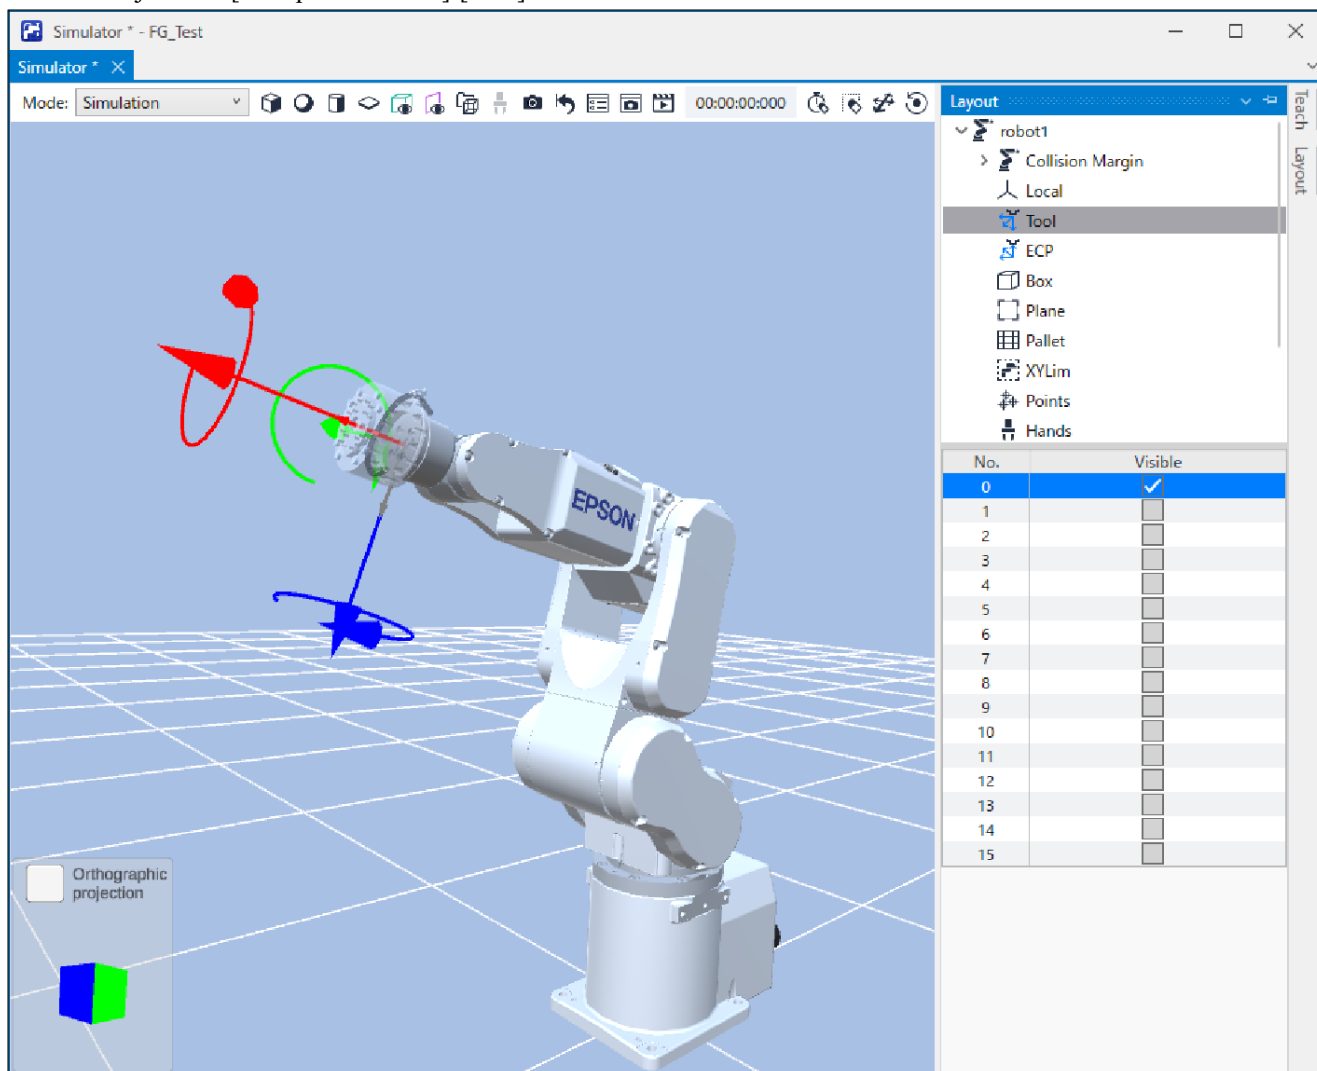 Simulator * - FG_Test
Simulator *
Mode: Simulation 00:00:00:000
Layout
Teach
Layout
robot1
Collision Margin
Local
Tool
ECP
Box
Plane
Pallet
XYLim
Points
Hands
No. Visible
0
1
2
3
4
5
6
7
8
9
10
11
12
13
14
15
EPSON
Orthographic
projection